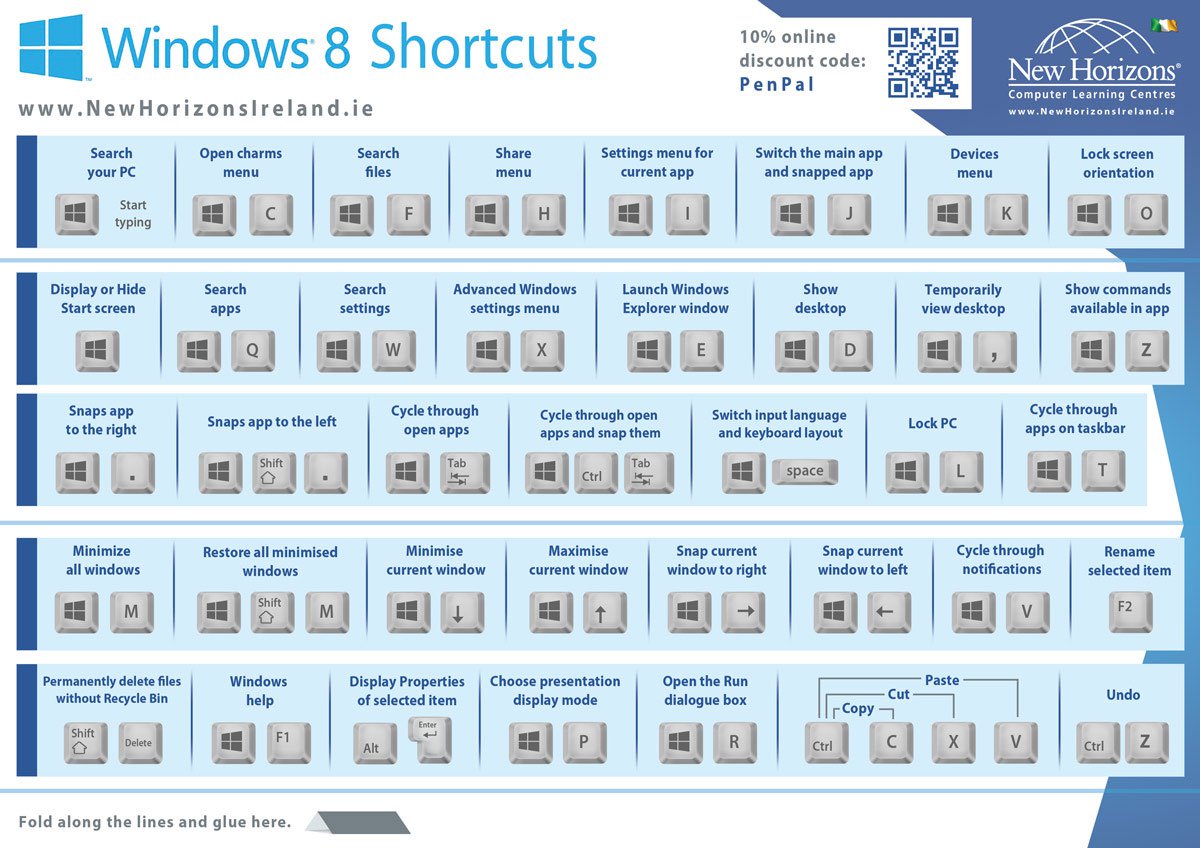 Windows® 8 Shortcuts
™
www.NewHorizonsIreland.ie
10% online
discount code:
PenPal
New Horizons®
Computer Learning Centres
www.NewHorizonsIreland.ie
Search
your PC
Start
typing
Open charms
menu
C
Search
files
F
Share
menu
H
Settings menu for
current app
I
Switch the main app
and snapped app
J
Devices
menu
K
Lock screen
orientation
O
Display or Hide
Start screen
Search
apps
Q
Search
settings
W
Advanced Windows
settings menu
X
Launch Windows
Explorer window
E
Show
desktop
D
Temporarily
view desktop
,
Show commands
available in app
Z
Snaps app
to the right
.
Snaps app to the left
Shift
.
Cycle through
open apps
Tab
Cycle through open
apps and snap them
Ctrl
Tab
Switch input language
and keyboard layout
space
Lock PC
L
Cycle through
apps on taskbar
T
Minimize
all windows
M
Restore all minimised
windows
Shift
M
Minimise
current window
↓
Maximise
current window
↑
Snap current
window to right
→
Snap current
window to left
←
Cycle through
notifications
V
Rename
selected item
F2
Permanently delete files
without Recycle Bin
Shift
Delete
Windows
help
F1
Display Properties
of selected item
Alt
Enter
Choose presentation
display mode
P
Open the Run
dialogue box
R
Paste
Cut
Copy
Ctrl
C
X
V
Undo
Ctrl
Z
Fold along the lines and glue here.